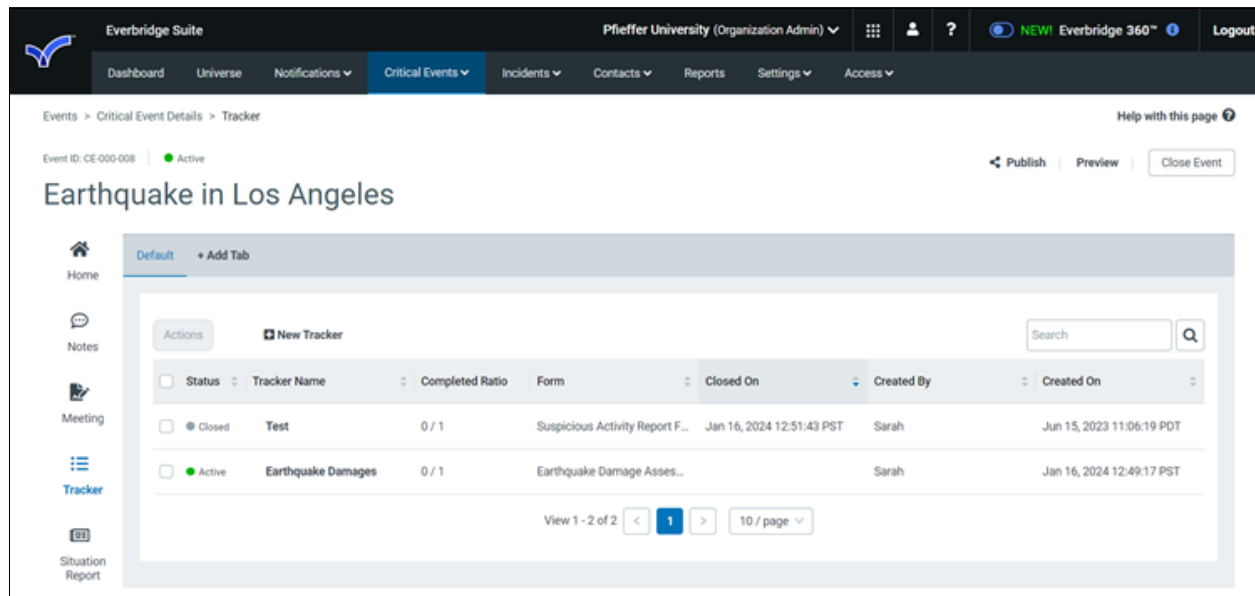 Everbridge Suite Pfieffer University (Organization Admin) ? NEW! Everbridge 360™ Logout
Dashboard Universe Notifications Critical Events Incidents Contacts Reports Settings Access
Events > Critical Event Details > Tracker Help with this page
Event ID: CE-000-008 Active Publish Preview Close Event
Earthquake in Los Angeles
Home
Notes
Meeting
Tracker
Situation
Report
Default + Add Tab
Actions New Tracker Search
Status Tracker Name Completed Ratio Form Closed On Created By Created On
Closed Test 0 / 1 Suspicious Activity Report F... Jan 16, 2024 12:51:43 PST Sarah Jun 15, 2023 11:06:19 PDT
Active Earthquake Damages 0 / 1 Earthquake Damage Asses... Sarah Jan 16, 2024 12:49:17 PST
View 1 - 2 of 2 < 1 > 10 / page